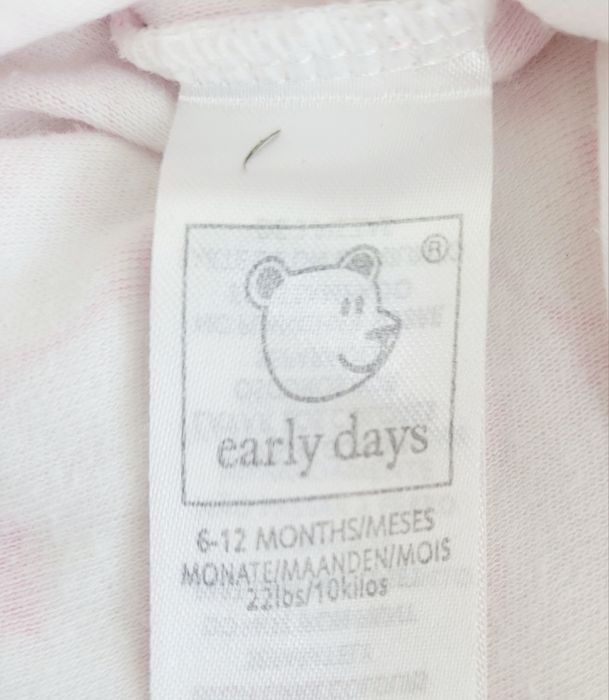 ®
early days
6-12 MONTHS/MESES
MONATE/MAANDEN/MOIS
22lbs/10kilos